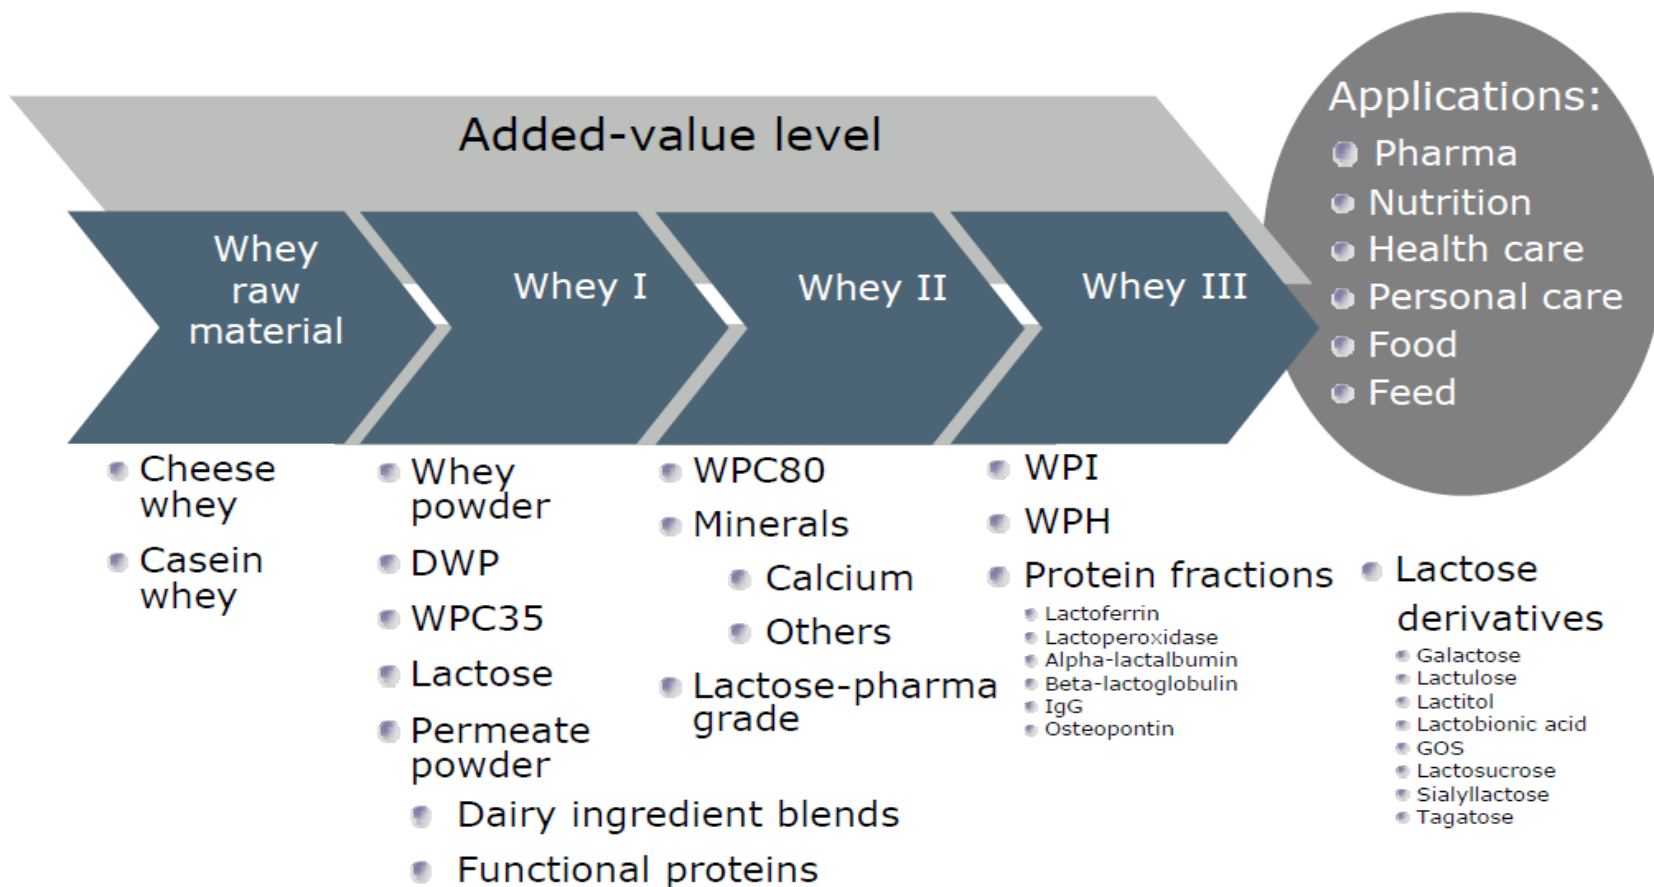 Added-value level
Whey
raw
material
Whey I
Whey II
Whey III
Applications:
Pharma
Nutrition
Health care
Personal care
Food
Feed
Cheese
whey
Casein
whey
Whey
powder
DWP
WPC35
Lactose
Permeate
powder
Dairy ingredient blends
Functional proteins
WPC80
Minerals
Calcium
Others
Lactose-pharma
grade
WPI
WPH
Protein fractions
Lactoferrin
Lactoperoxidase
Alpha-lactalbumin
Beta-lactoglobulin
IgG
Osteopontin
Lactose
derivatives
Galactose
Lactulose
Lactitol
Lactobionic acid
GOS
Lactosucrose
Sialyllactose
Tagatose